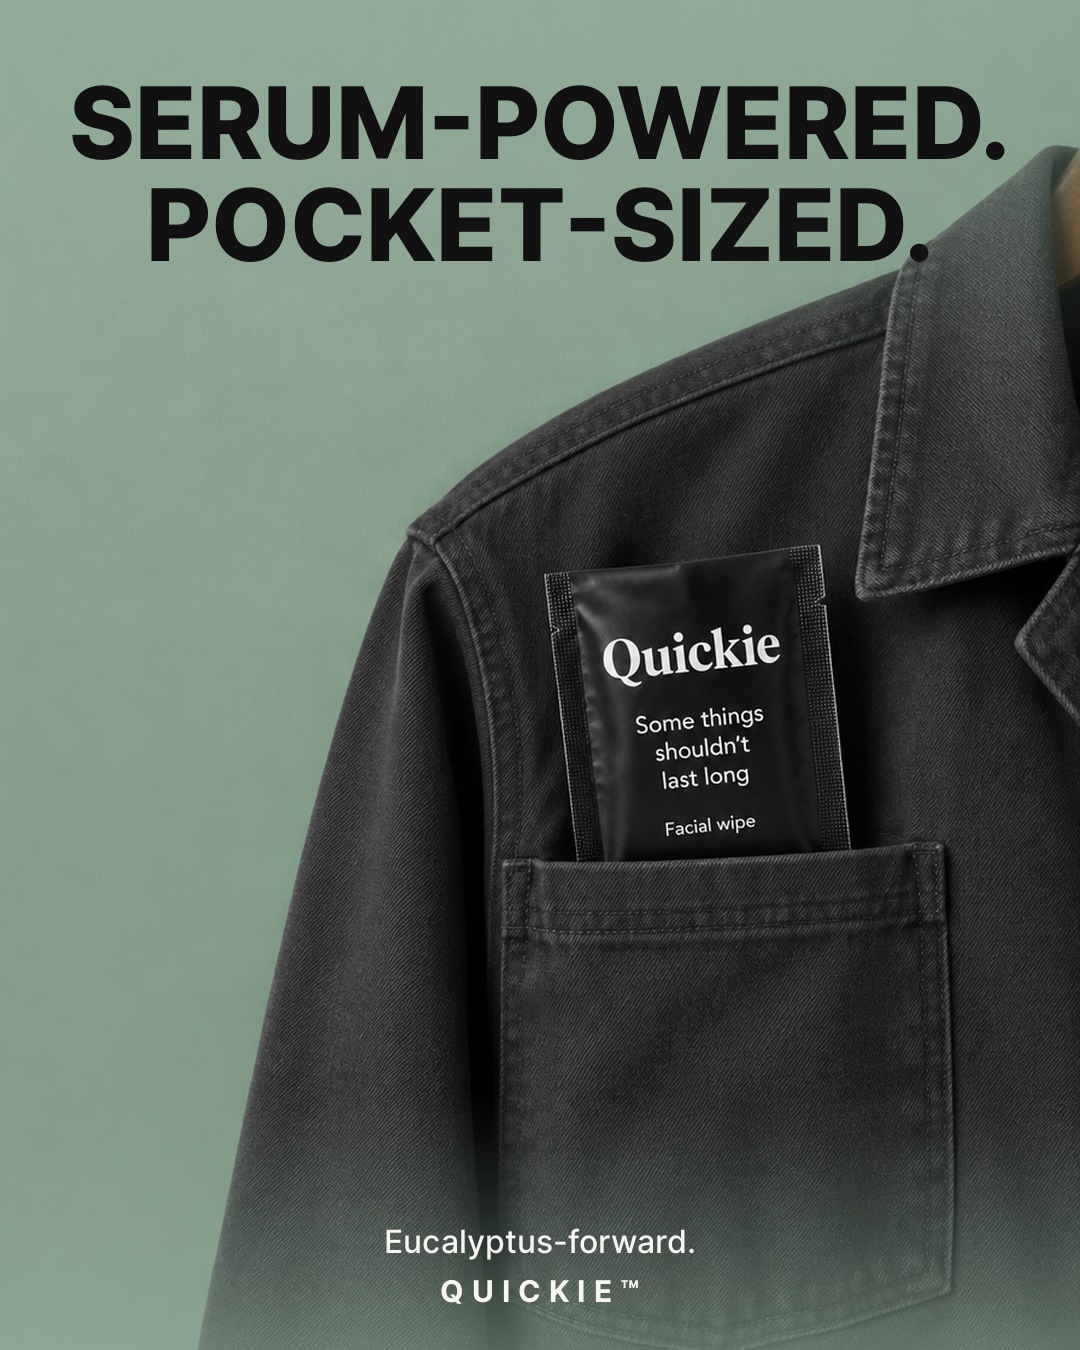 SERUM-POWERED.
POCKET-SIZED.
Quickie
Some things
shouldn't
last long
Facial wipe
Eucalyptus-forward.
QUICKIE™